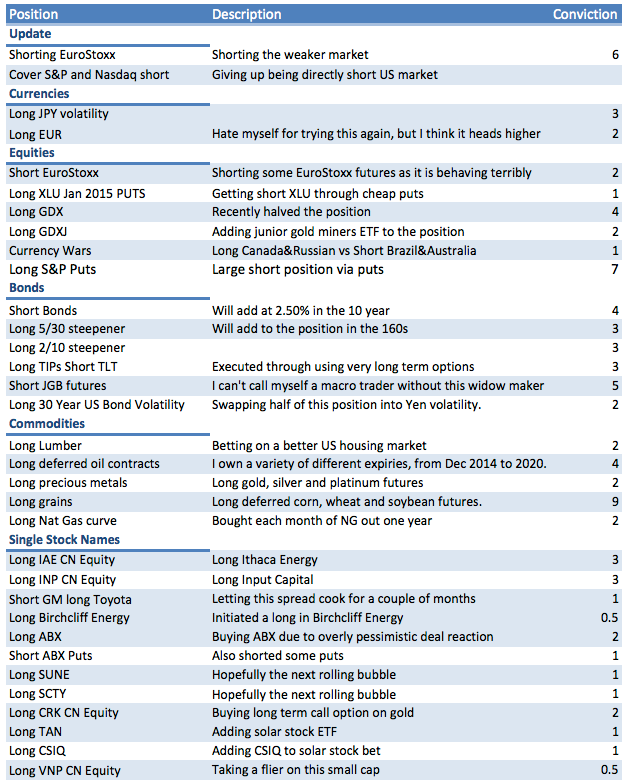 Position Description Conviction
Update
Shorting EuroStoxx Shorting the weaker market 6
Cover S&P and Nasdaq short Giving up being directly short US market
Currencies
Long JPY volatility 3
Long EUR Hate myself for trying this again, but I think it heads higher 2
Equities
Short EuroStoxx Shorting some EuroStoxx futures as it is behaving terribly 2
Long XLU Jan 2015 PUTS Getting short XLU through cheap puts 1
Long GDX Recently halved the position 4
Long GDXJ Adding junior gold miners ETF to the position 2
Currency Wars Long Canada&Russian vs Short Brazil&Australia 1
Long S&P Puts Large short position via puts 7
Bonds
Short Bonds Will add at 2.50% in the 10 year 4
Long 5/30 steepener Will add to the position in the 160s 3
Long 2/10 steepener 3
Long TIPs Short TLT Executed through using very long term options 3
Short JGB futures I can't call myself a macro trader without this widow maker 5
Long 30 Year US Bond Volatility Swapping half of this position into Yen volatility. 2
Commodities
Long Lumber Betting on a better US housing market 2
Long deferred oil contracts I own a variety of different expiries, from Dec 2014 to 2020. 4
Long precious metals Long gold, silver and platinum futures 2
Long grains Long deferred corn, wheat and soybean futures. 9
Long Nat Gas curve Bought each month of NG out one year 2
Single Stock Names
Long IAE CN Equity Long Ithaca Energy 3
Long INP CN Equity Long Input Capital 3
Short GM long Toyota Letting this spread cook for a couple of months 1
Long Birchcliff Energy Initiated a long in Birchcliff Energy 0.5
Long ABX Buying ABX due to overly pessimistic deal reaction 2
Short ABX Puts Also shorted some puts 1
Long SUNE Hopefully the next rolling bubble 1
Long SCTY Hopefully the next rolling bubble 1
Long CRK CN Equity Buying long term call option on gold 2
Long TAN Adding solar stock ETF 1
Long CSIQ Adding CSIQ to solar stock bet 1
Long VNP CN Equity Taking a flier on this small cap 0.5